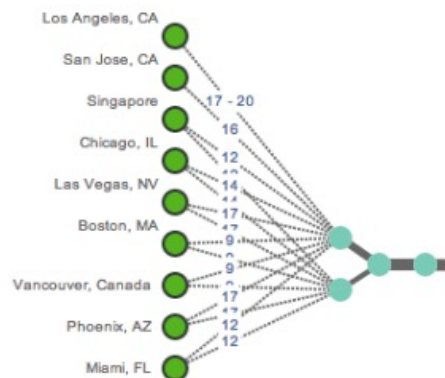 Los Angeles, CA
San Jose, CA
Singapore
17 - 20
16
Chicago, IL
12
14
Las Vegas, NV
17
Boston, MA
9
9
Vancouver, Canada
17
Phoenix, AZ
12
12
Miami, FL